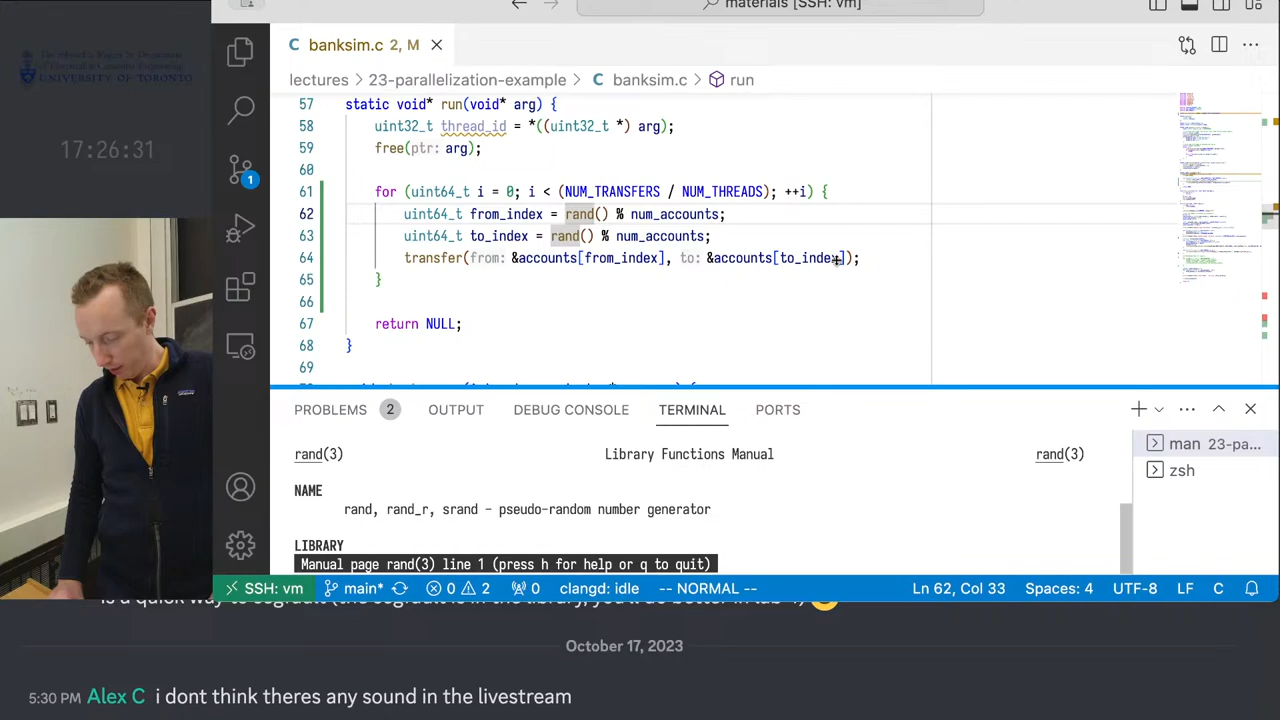 UNIVERSITY OF TORONTO
17:26:31
materials [SSH: vm]
banksim.c 2, M
lectures > 23-parallelization-example > banksim.c > run
57 static void* run(void* arg) {
58 uint32_t thread_id = *((uint32_t *) arg);
59 free(ptr: arg);
60
61 for (uint64_t i = 0; i < (NUM_TRANSFERS / NUM_THREADS); ++i) {
62 uint64_t from_index = rand() % num_accounts;
63 uint64_t to_index = rand() % num_accounts;
64 transfer(from: &accounts[from_index], to: &accounts[to_index]);
65 }
66
67 return NULL;
68 }
69
PROBLEMS 2 OUTPUT DEBUG CONSOLE TERMINAL PORTS
rand(3) Library Functions Manual rand(3)
NAME
rand, rand_r, srand - pseudo-random number generator
LIBRARY
Manual page rand(3) line 1 (press h for help or q to quit)
man 23-pa...
zsh
1
SSH: vm main* 0 2 0 clangd: idle -- NORMAL -- Ln 62, Col 33 Spaces: 4 UTF-8 LF C
October 17, 2023
5:30 PM Alex C i dont think theres any sound in the livestream